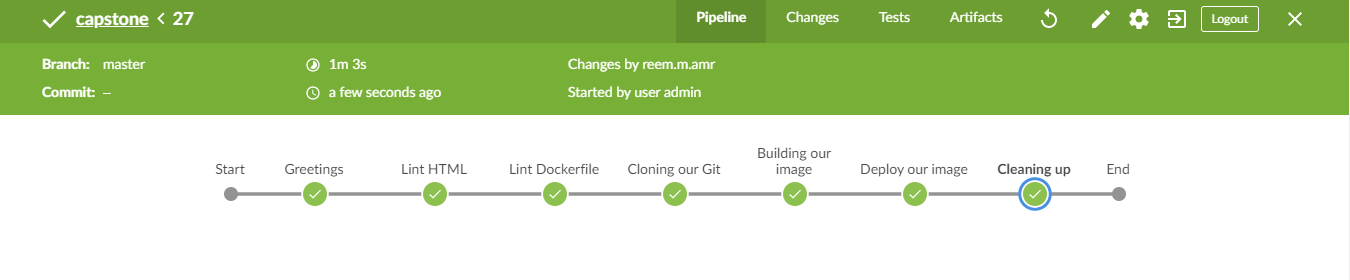 capstone < 27 Pipeline Changes Tests Artifacts Logout
Branch: master 1m 3s Changes by reem.m.amr
Commit: – a few seconds ago Started by user admin
Building our
Start Greetings Lint HTML Lint Dockerfile Cloning our Git image Deploy our image Cleaning up End